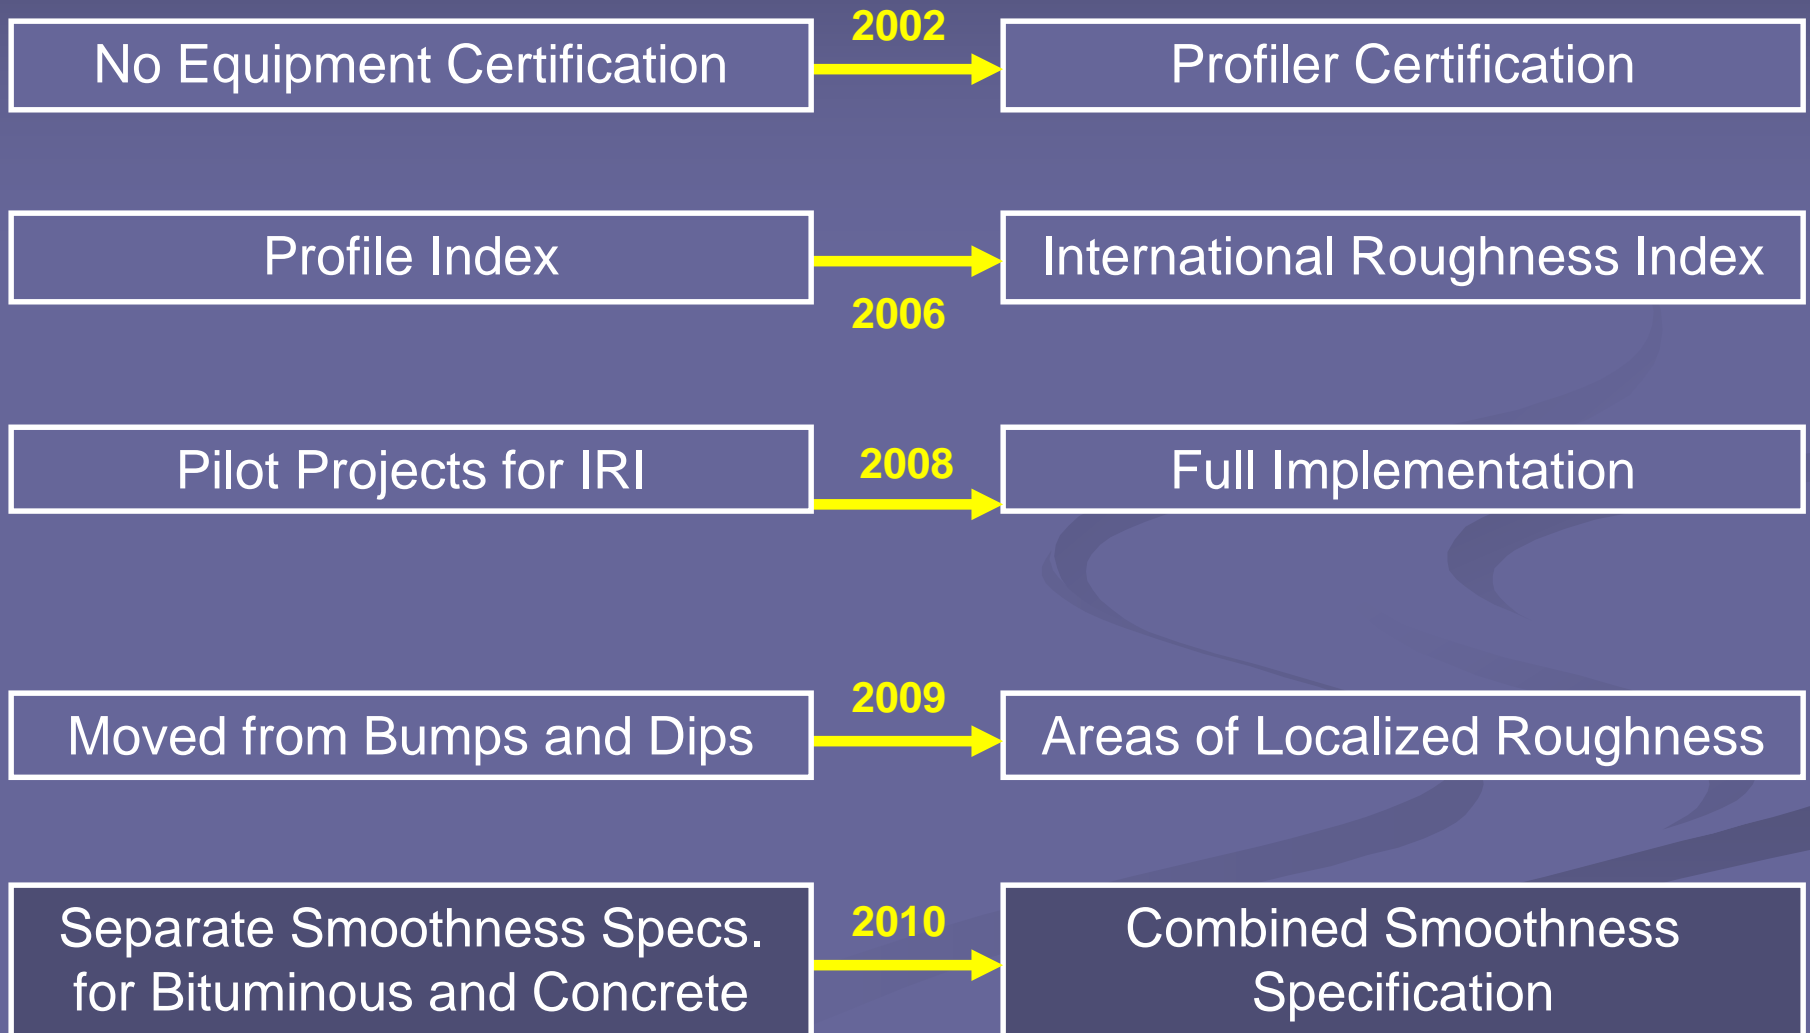 No Equipment Certification
2002
Profiler Certification
Profile Index
2006
International Roughness Index
Pilot Projects for IRI
2008
Full Implementation
Moved from Bumps and Dips
2009
Areas of Localized Roughness
Separate Smoothness Specs.
for Bituminous and Concrete
2010
Combined Smoothness
Specification